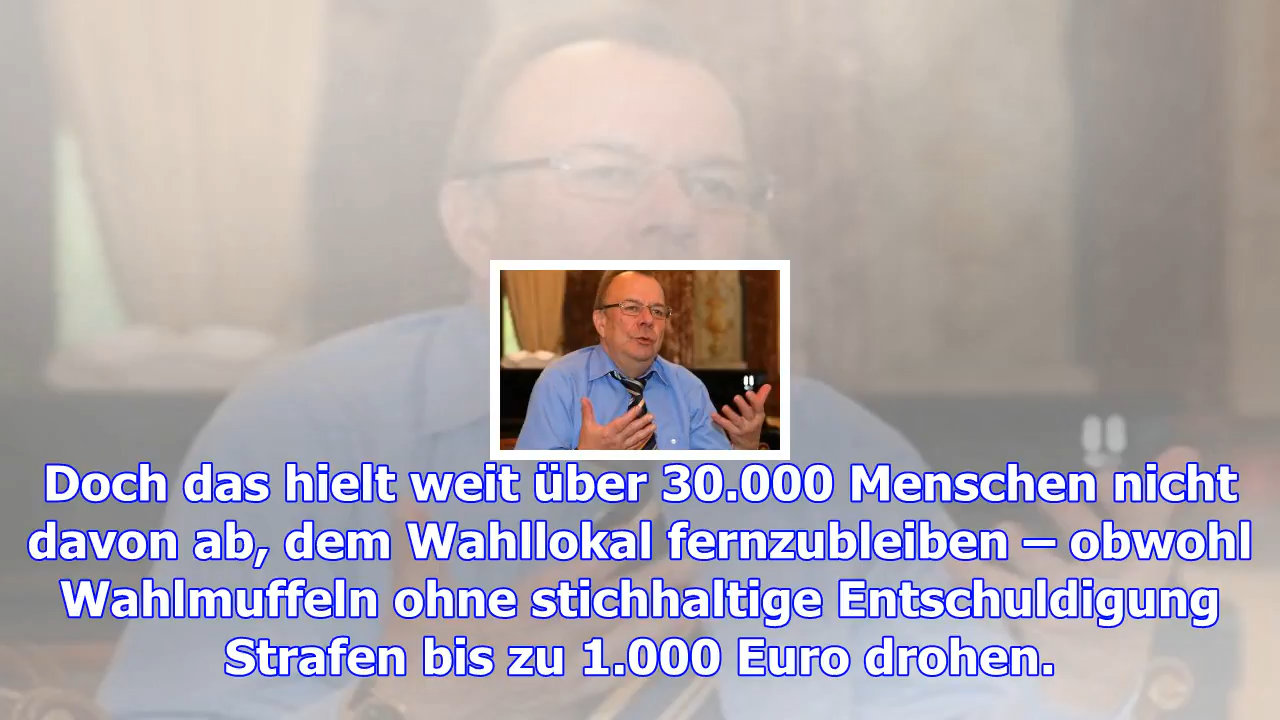 Doch das hielt weit über 30.000 Menschen nicht
davon ab, dem Wahllokal fernzubleiben – obwohl
Wahlmuffeln ohne stichhaltige Entschuldigung
Strafen bis zu 1.000 Euro drohen.